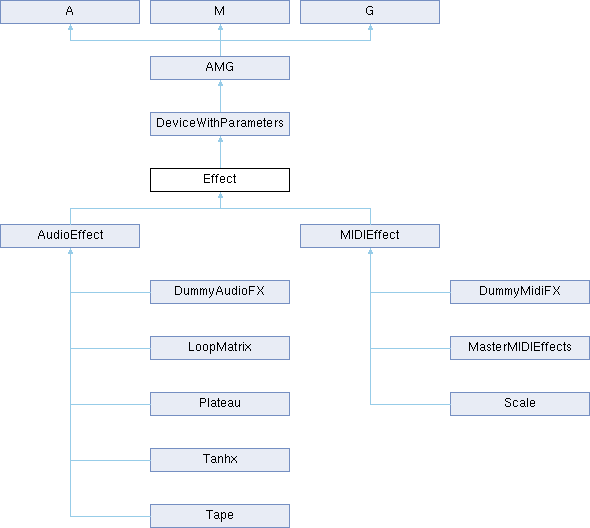 A
M
G
AMG
DeviceWithParameters
Effect
AudioEffect
MIDIEffect
DummyAudioFX
DummyMidiFX
LoopMatrix
MasterMIDIEffects
Plateau
Scale
Tanhx
Tape